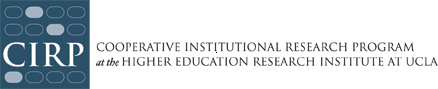 CIRP
COOPERATIVE INSTITUTIONAL RESEARCH PROGRAM
at the HIGHER EDUCATION RESEARCH INSTITUTE AT UCLA